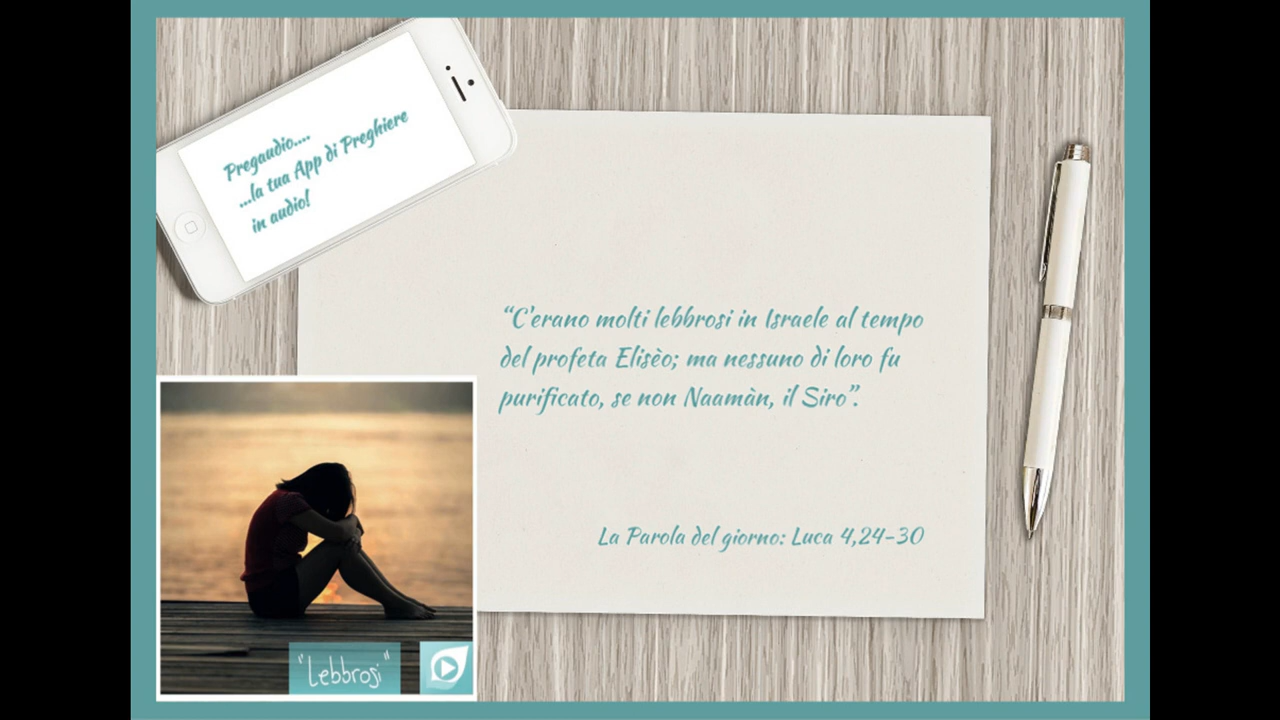 Pregaudio....
...la tua App di Preghiere
in audio!
“C'erano molti lebbrosi in Israele al tempo
del profeta Elisèo; ma nessuno di loro fu
purificato, se non Naamàn, il Siro”.
La Parola del giorno: Luca 4,24-30
"Lebbrosi"